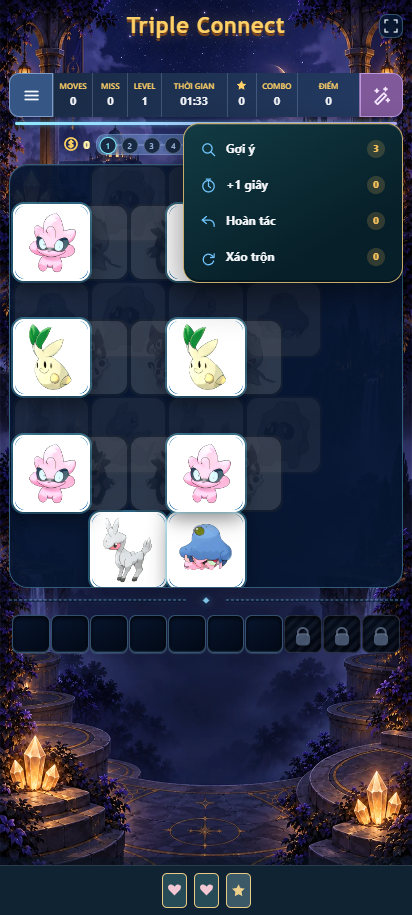 Triple Connect
MOVES MISS LEVEL THỜI GIAN COMBO ĐIỂM
0 0 1 01:33 0 0 0
0 1 2 3 4
Gợi ý 3
+1 giây 0
Hoàn tác 0
Xáo trộn 0